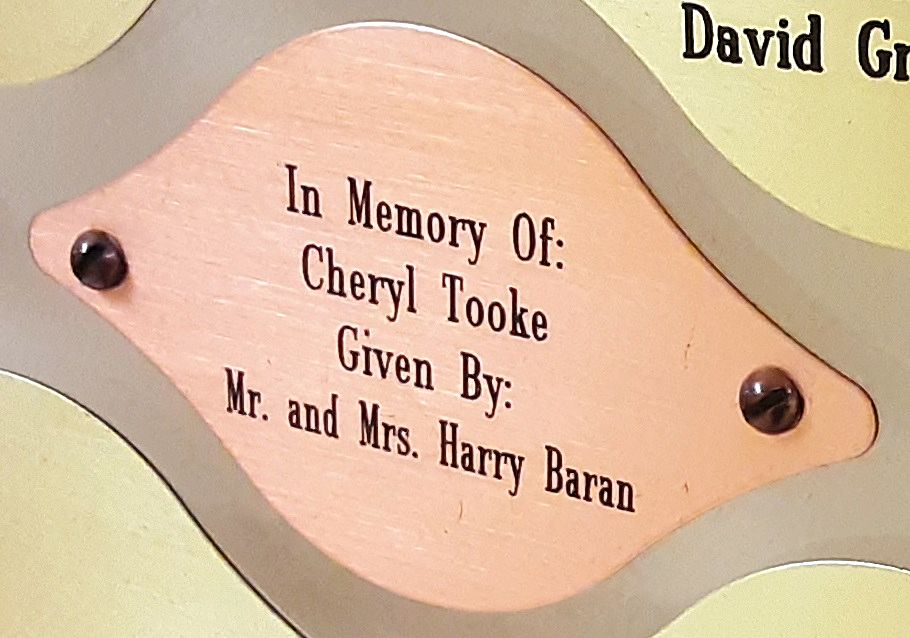 David
In Memory Of:
Cheryl Tooke
Given By:
Mr. and Mrs. Harry Baran